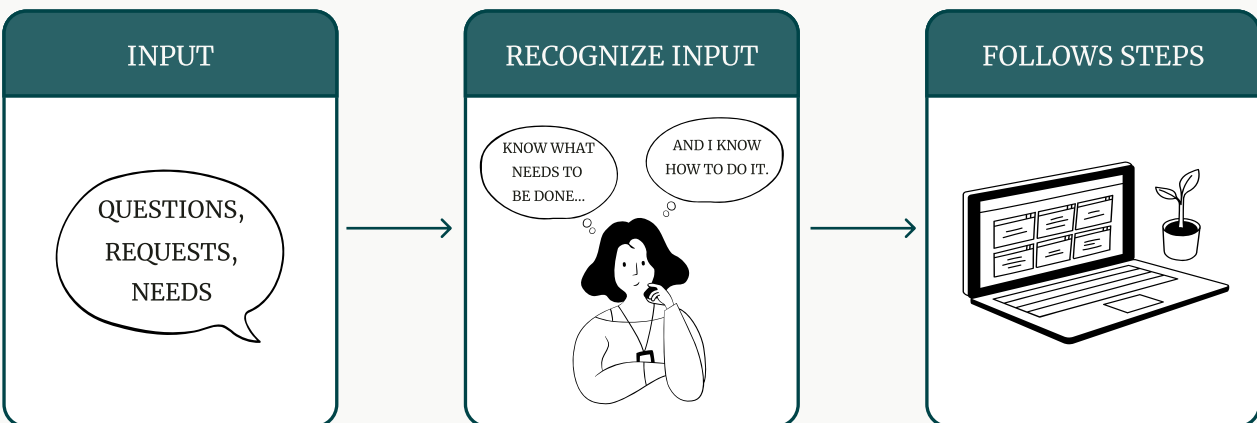 INPUT
QUESTIONS,
REQUESTS,
NEEDS
RECOGNIZE INPUT
KNOW WHAT
NEEDS TO
BE DONE...
AND I KNOW
HOW TO DO IT.
FOLLOWS STEPS